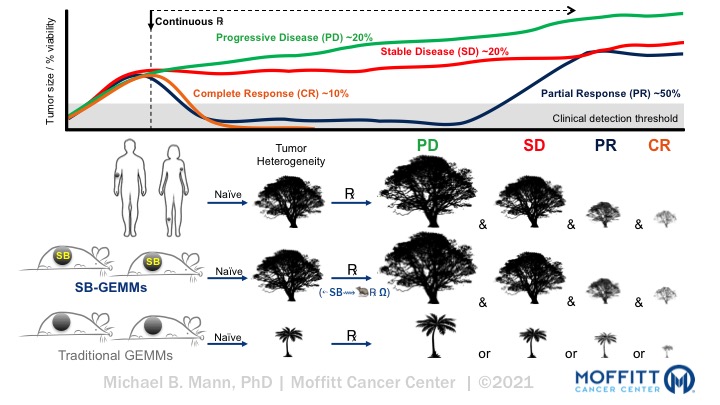 Continuous ℞
Progressive Disease (PD) ~20%
Stable Disease (SD) ~20%
Tumor size / % viability
Complete Response (CR) ~10%
Partial Response (PR) ~50%
Clinical detection threshold
Tumor
Heterogeneity
PD
SD
PR
CR
Naïve
℞
&
&
&
SB
SB
SB-GEMMs
Naïve
℞
(←SB⟿ ℞ Ω)
&
&
&
Traditional GEMMs
Naïve
℞
or
or
or
Michael B. Mann, PhD | Moffitt Cancer Center | ©2021
MOFFITT
CANCER CENTER
M